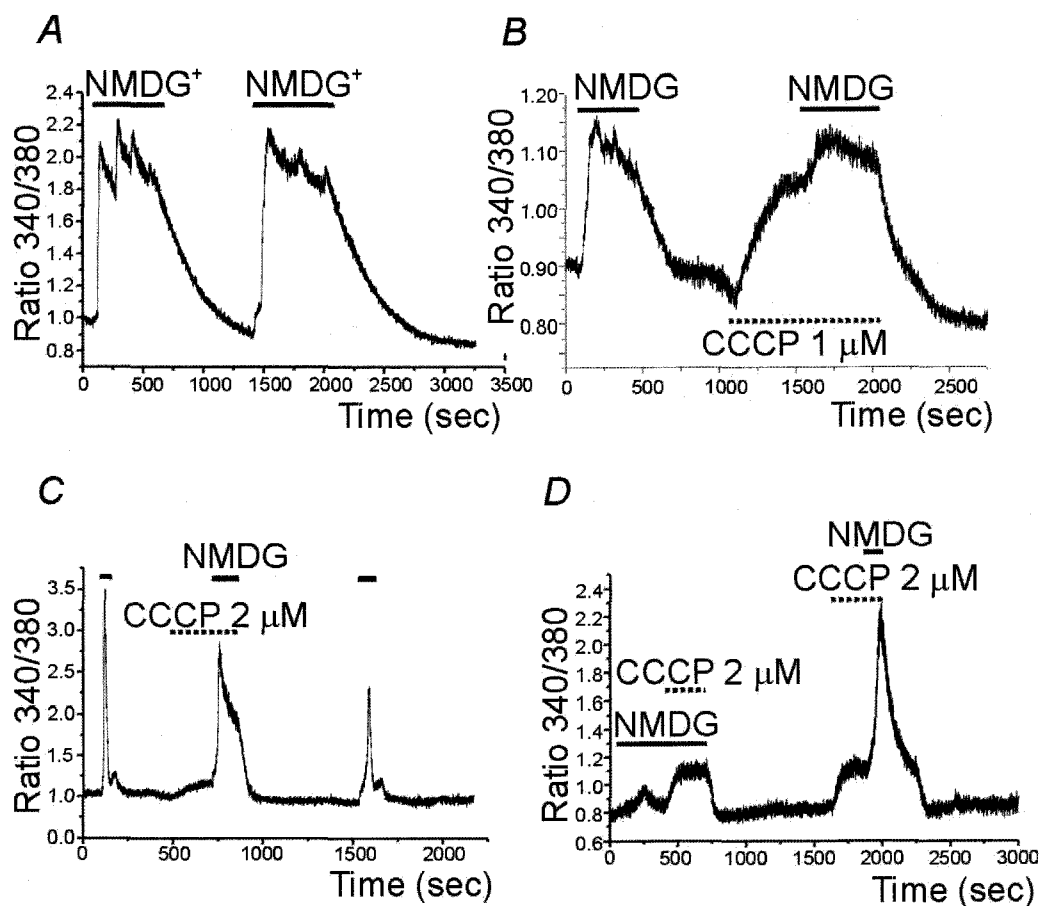 A
NMDG⁺ NMDG⁺
Ratio 340/380
2.4
2.2
2.0
1.8
1.6
1.4
1.2
1.0
0.8
0 500 1000 1500 2000 2500 3000 3500
Time (sec)
B
NMDG NMDG
Ratio 340/380
1.20
1.10
1.00
0.90
0.80
CCCP 1 μM
0 500 1000 1500 2000 2500
Time (sec)
C
NMDG
CCCP 2 μM
Ratio 340/380
3.5
3.0
2.5
2.0
1.5
1.0
0.0
0 500 1000 1500 2000
Time (sec)
D
NMDG
CCCP 2 μM
CCCP 2 μM
NMDG
Ratio 340/380
2.4
2.2
2.0
1.8
1.6
1.4
1.2
1.0
0.8
0.6
0 500 1000 1500 2000 2500 3000
Time (sec)